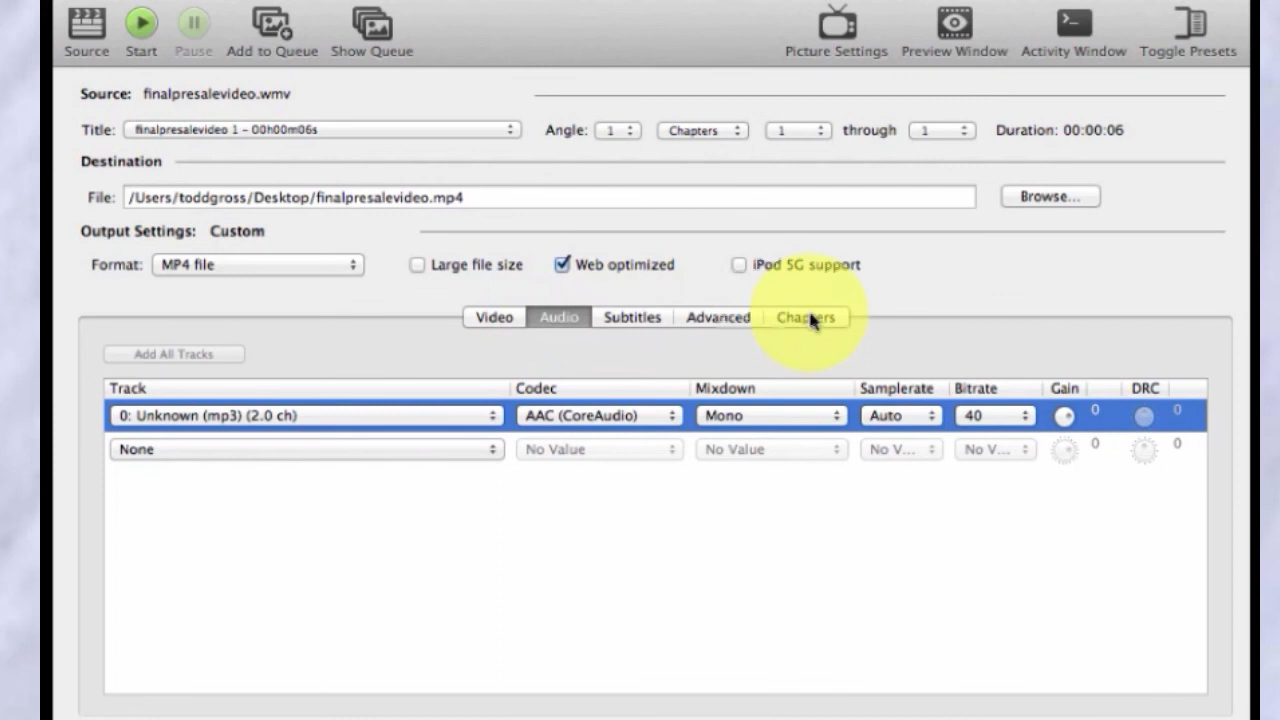 Source Start Pause Add to Queue Show Queue Picture Settings Preview Window Activity Window Toggle Presets
Source: finalpresalevideo.wmv
Title: finalpresalevideo 1 - 00h00m06s Angle: 1 Chapters 1 through 1 Duration: 00:00:06
Destination
File: /Users/toddgross/Desktop/finalpresalevideo.mp4 Browse...
Output Settings: Custom
Format: MP4 file Large file size Web optimized iPod 5G support
Video Audio Subtitles Advanced Chapters
Add All Tracks
Track Codec Mixdown Samplerate Bitrate Gain DRC
0: Unknown (mp3) (2.0 ch) AAC (CoreAudio) Mono Auto 40 0 0
None No Value No Value No V... No V... 0 0